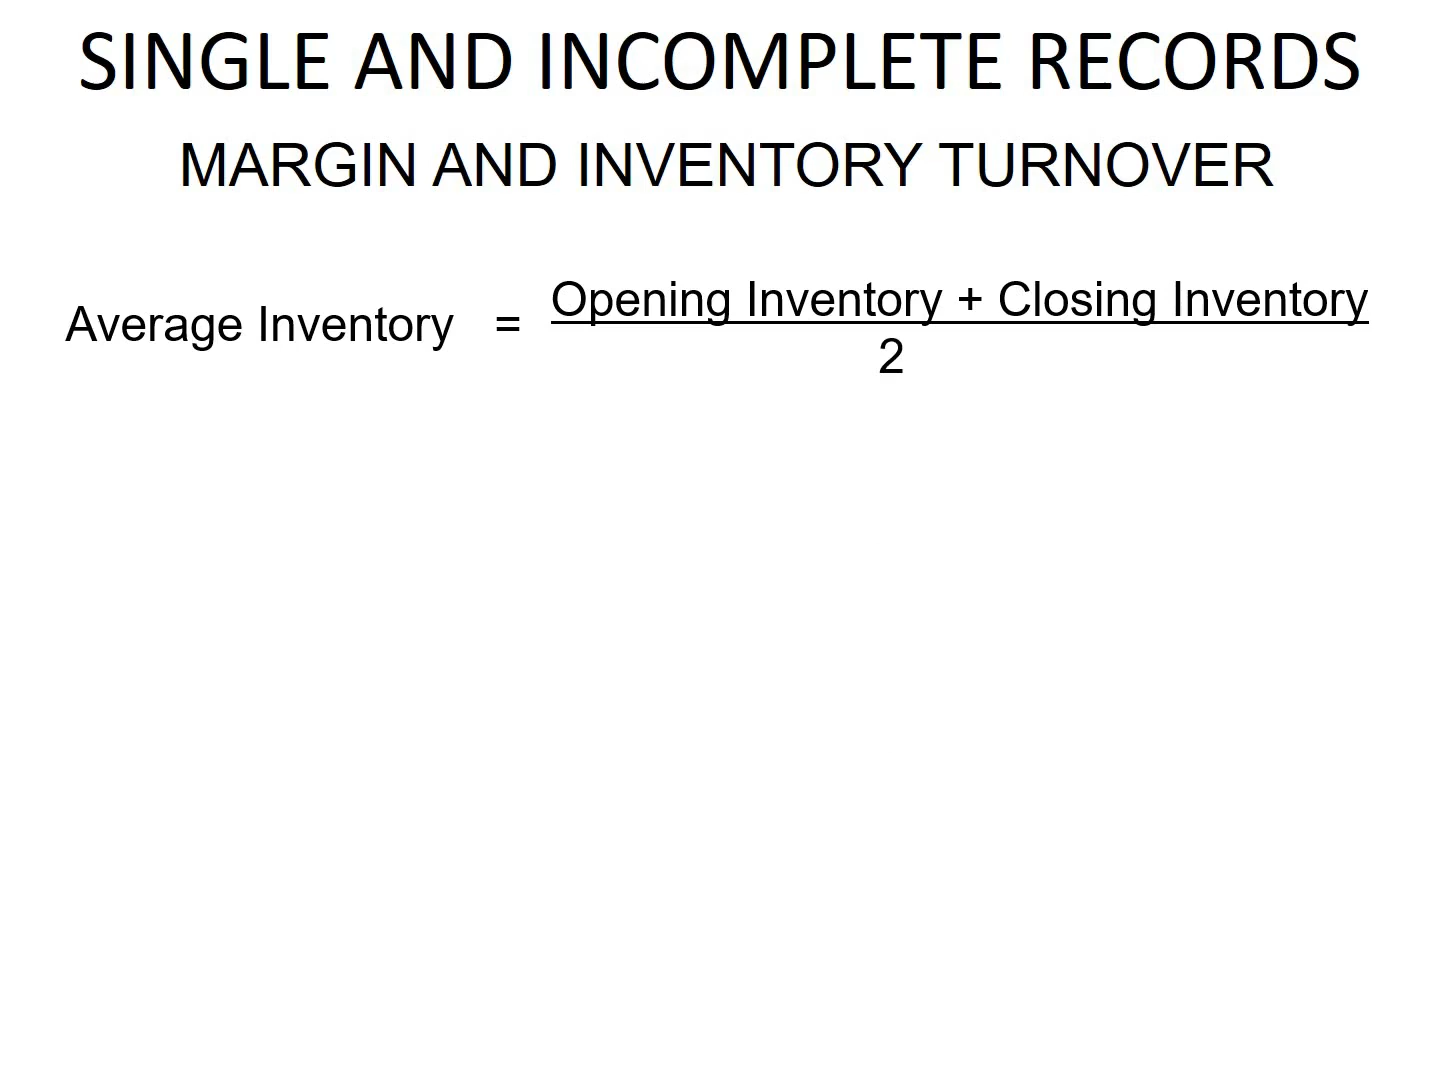 SINGLE AND INCOMPLETE RECORDS
MARGIN AND INVENTORY TURNOVER
Average Inventory = Opening Inventory + Closing Inventory
2